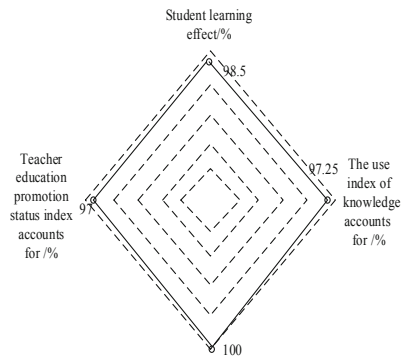 Student learning
effect/%
98.5
Teacher
education
promotion
status index
accounts
for /%
97
97.25
The use
index of
knowledge
accounts
for /%
100